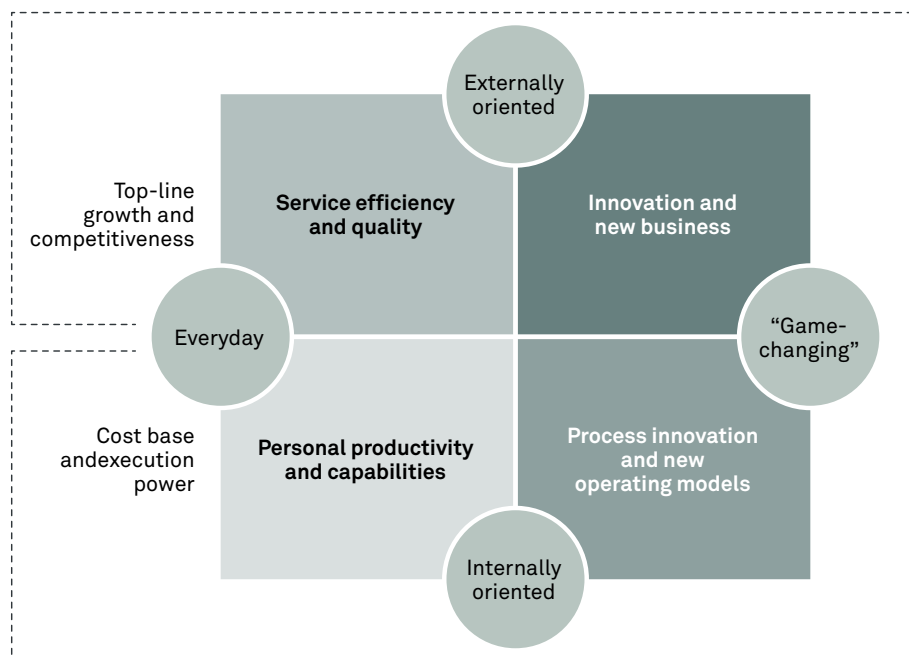 Externally
oriented
Top-line
growth and
competitiveness
Service efficiency
and quality
Innovation and
new business
Everyday
“Game-
changing”
Cost base
andexecution
power
Personal productivity
and capabilities
Process innovation
and new
operating models
Internally
oriented